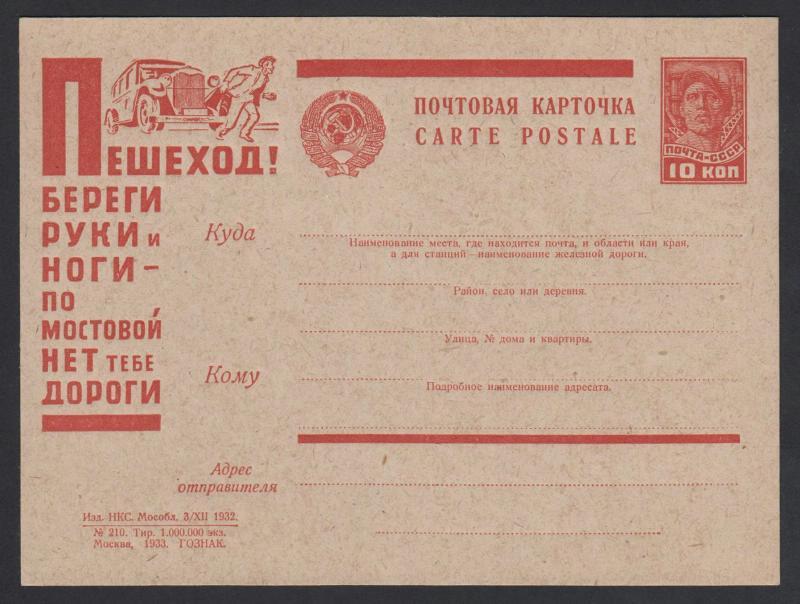 ПЕШЕХОД!
БЕРЕГИ
РУКИ и
НОГИ –
ПО
МОСТОВОЙ,
НЕТ ТЕБЕ
ДОРОГИ
ПОЧТОВАЯ КАРТОЧКА
CARTE POSTALE
ПОЧТА-СССР
10 КОП
Куда
Наименование места, где находится почта, и области или края,
а для станций—наименование железной дороги.
Район, село или деревня.
Улица, № дома и квартиры.
Кому
Подробное наименование адресата.
Адрес
отправителя
Изд. НКС. Мособл. 3/XII 1932.
№ 210. Тир. 1.000.000 экз.
Москва, 1933. ГОЗНАК.